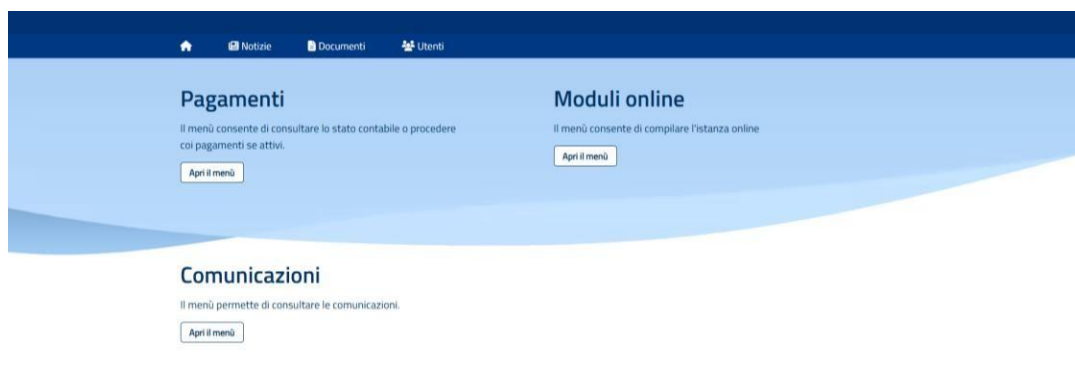 Notizie Documenti Utenti
Pagamenti
Il menù consente di consultare lo stato contabile o procedere
coi pagamenti se attivi.
Apri il menù
Moduli online
Il menù consente di compilare l'istanza online
Apri il menù
Comunicazioni
Il menù permette di consultare le comunicazioni.
Apri il menù